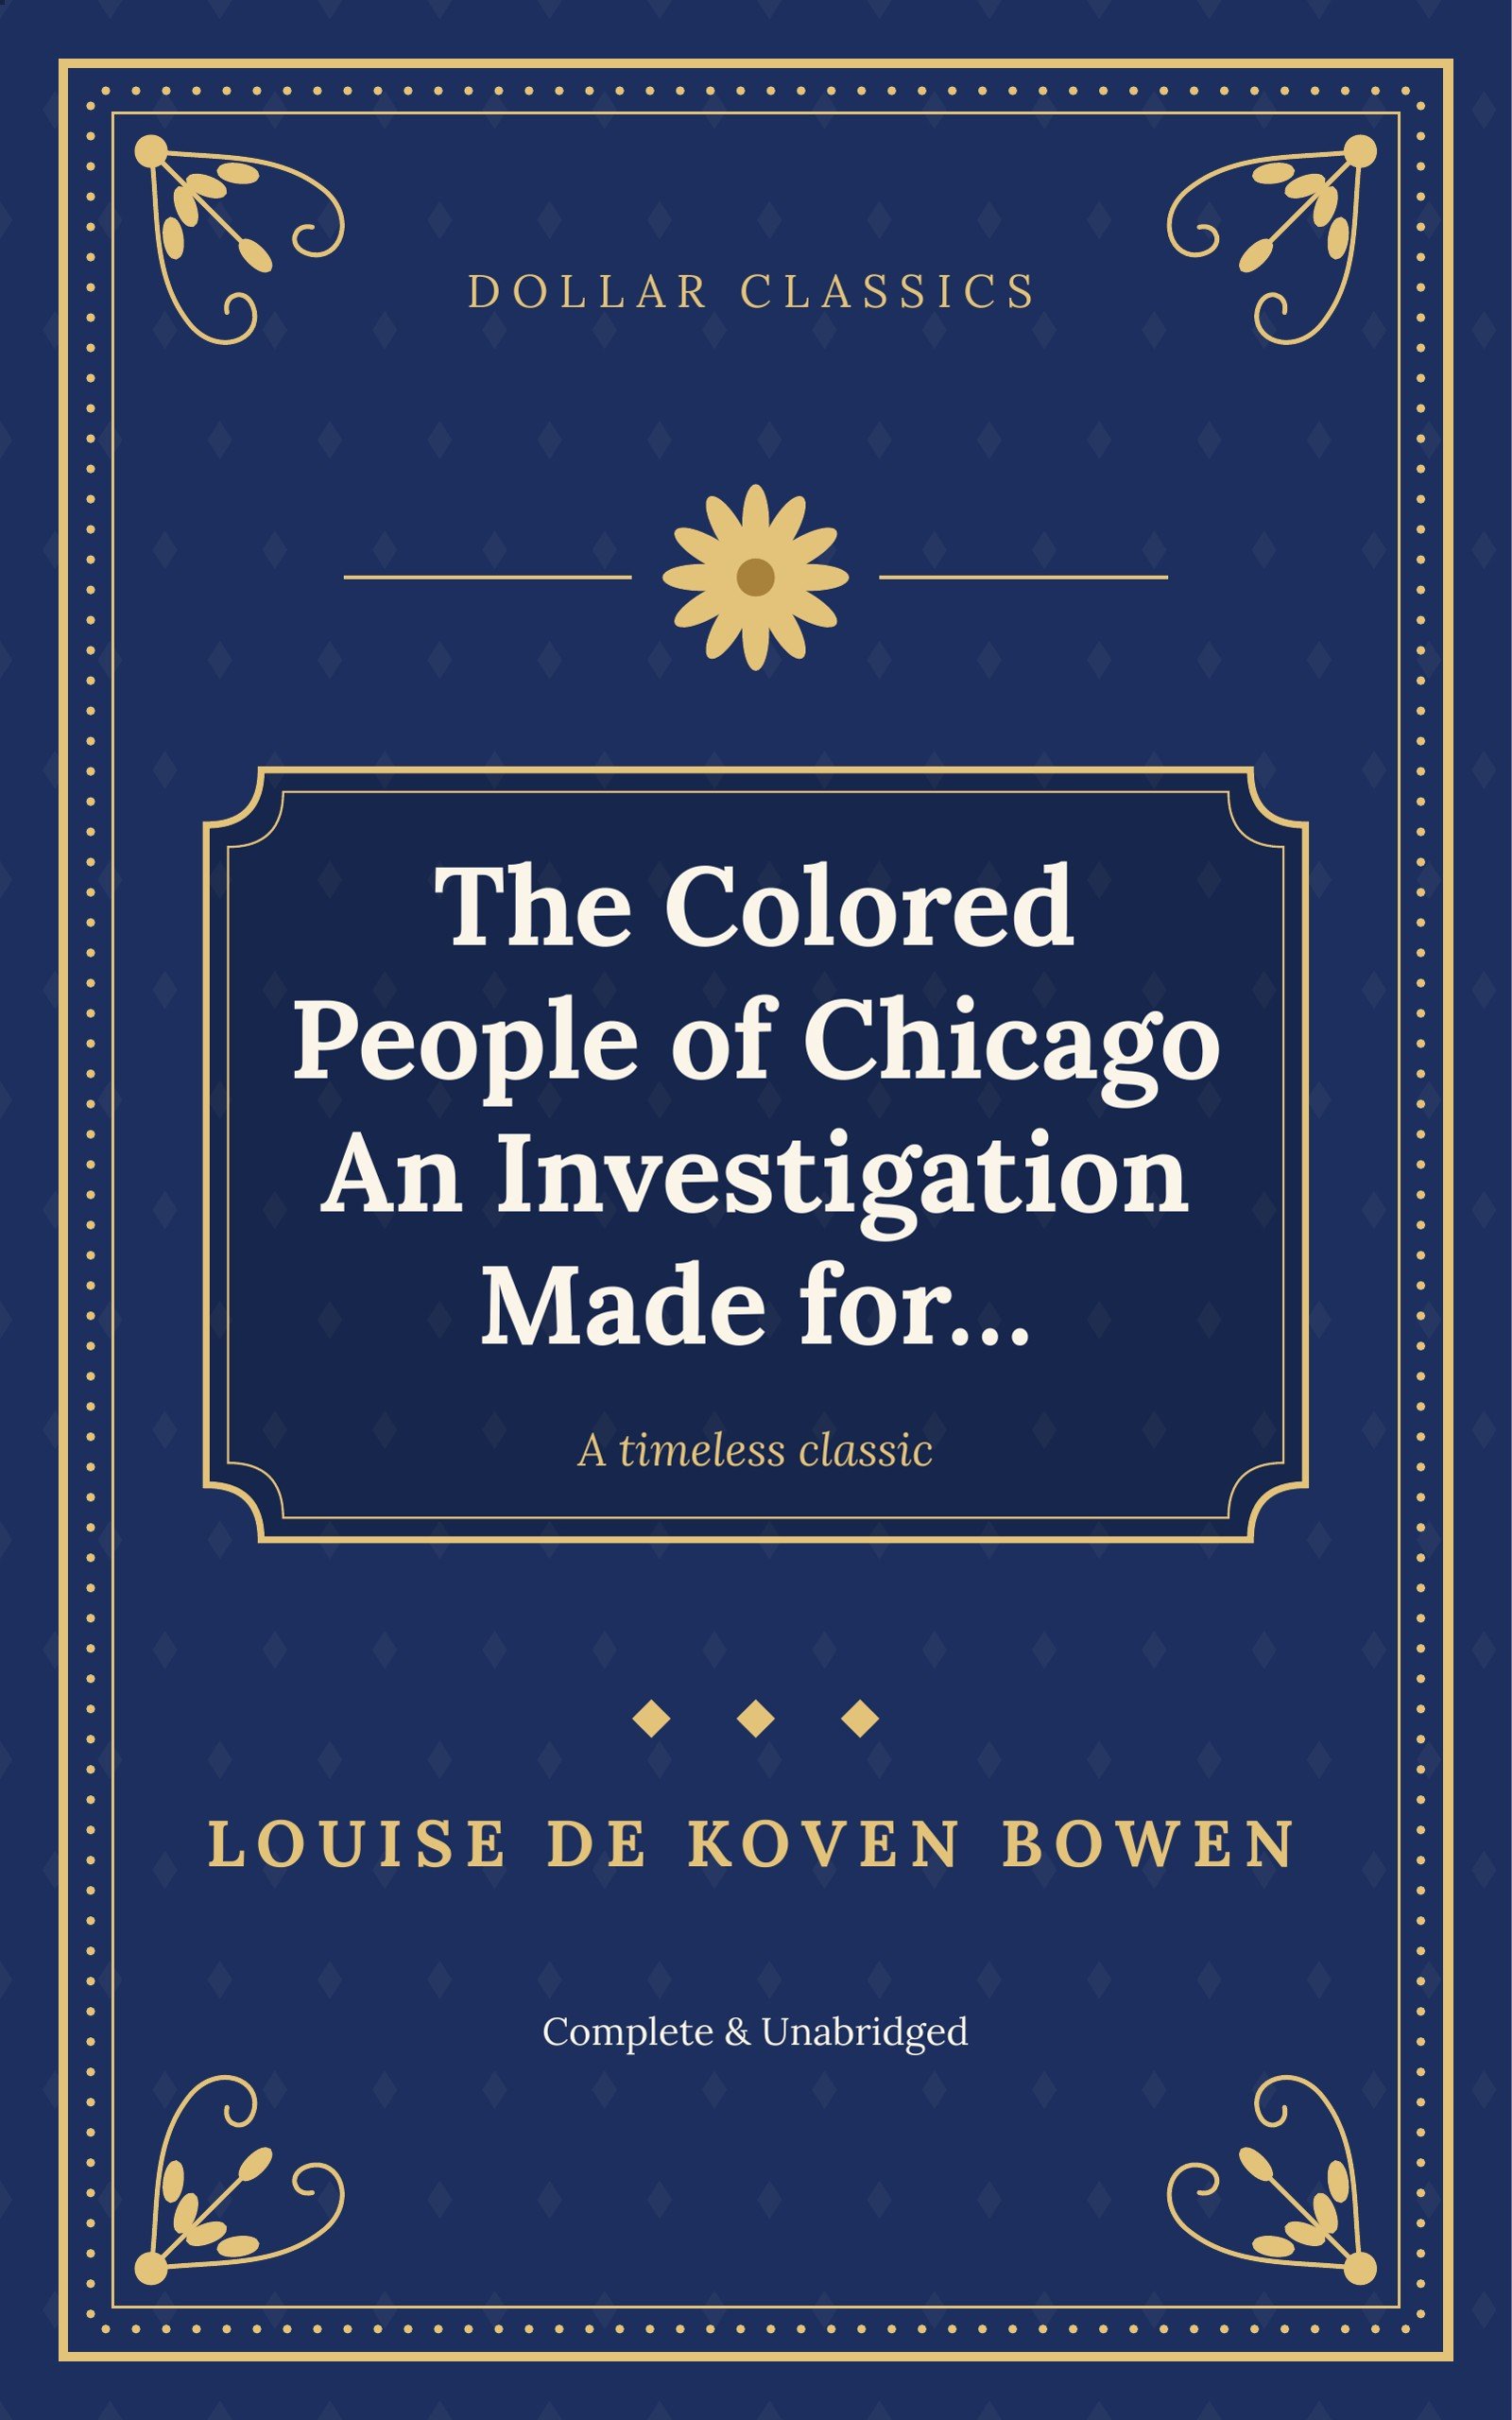 DOLLAR CLASSICS
The Colored
People of Chicago
An Investigation
Made for...
A timeless classic
LOUISE DE KOVEN BOWEN
Complete & Unabridged